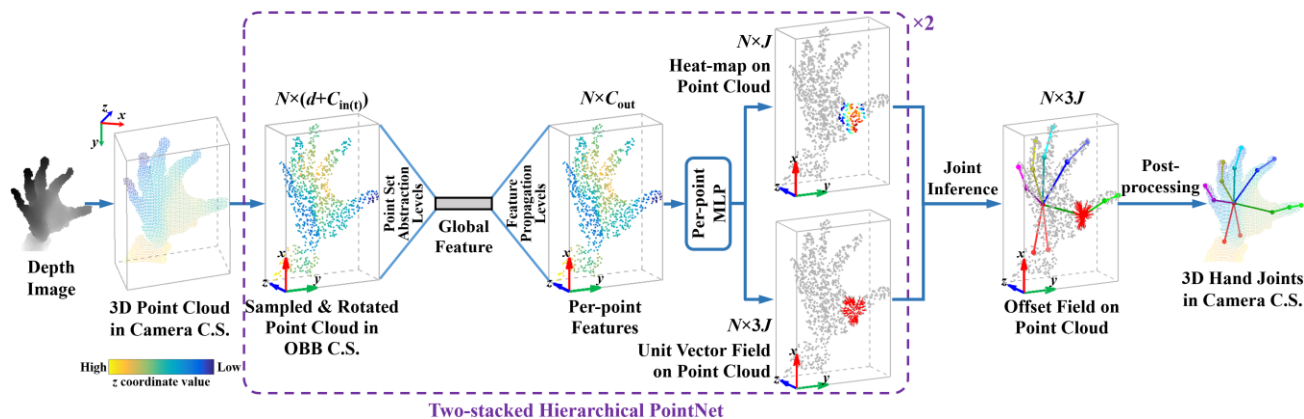 Depth
Image
z
x
y
3D Point Cloud
in Camera C.S.
High
Low
z coordinate value
N×(d+C_in(t))
x
z
y
Sampled & Rotated
Point Cloud in
OBB C.S.
Point Set
Abstraction
Levels
Global
Feature
Feature
Propagation
Levels
N×C_out
x
z
y
Per-point
Features
Per-point
MLP
×2
N×J
Heat-map on
Point Cloud
x
z
y
N×3J
Unit Vector Field
on Point Cloud
x
z
y
Two-stacked Hierarchical PointNet
Joint
Inference
N×3J
x
z
y
Offset Field on
Point Cloud
Post-
processing
3D Hand Joints
in Camera C.S.